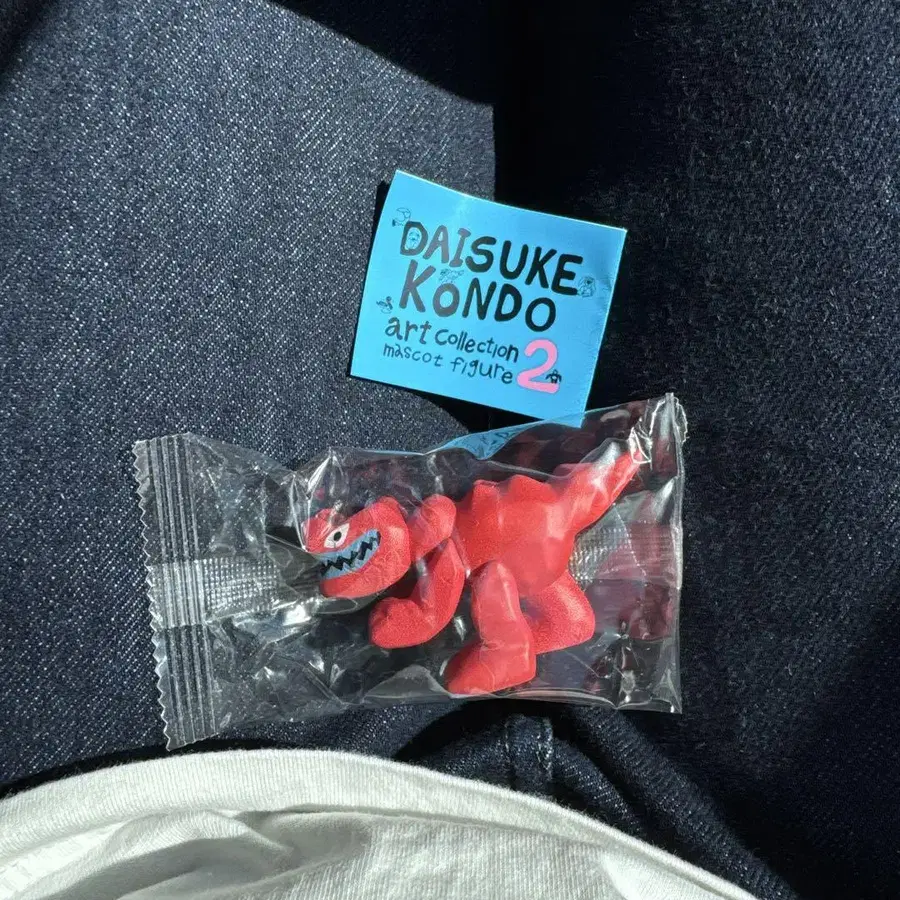 DAISUKE
KONDO
art collection
mascot figure 2